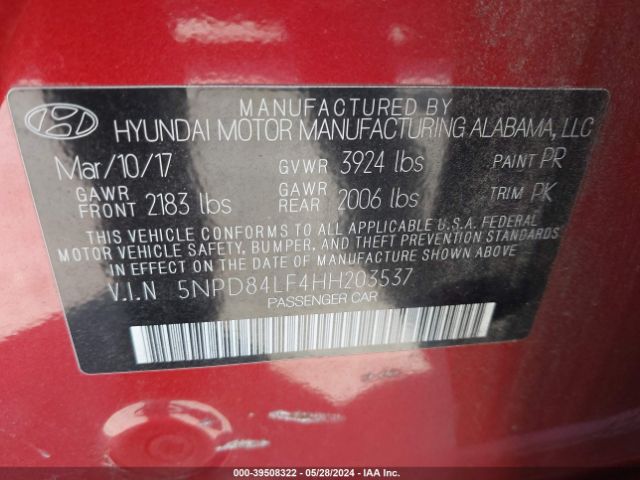 MANUFACTURED BY
HYUNDAI MOTOR MANUFACTURING ALABAMA, LLC
Mar/10/17 GVWR 3924 lbs PAINT PR
GAWR FRONT 2183 lbs GAWR REAR 2006 lbs TRIM PK
THIS VEHICLE CONFORMS TO ALL APPLICABLE U.S.A. FEDERAL
MOTOR VEHICLE SAFETY, BUMPER, AND THEFT PREVENTION STANDARDS
IN EFFECT ON THE DATE OF MANUFACTURE SHOWN ABOVE
V.I.N 5NPD84LF4HH203537
PASSENGER CAR
000-39508322 / 05/28/2024 - IAA Inc.